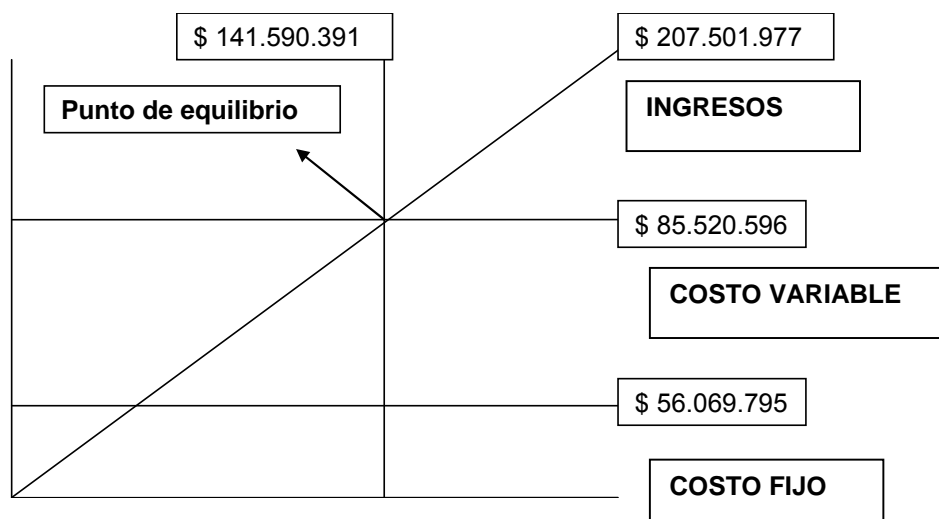 $ 141.590.391
$ 207.501.977
Punto de equilibrio
INGRESOS
$ 85.520.596
COSTO VARIABLE
$ 56.069.795
COSTO FIJO